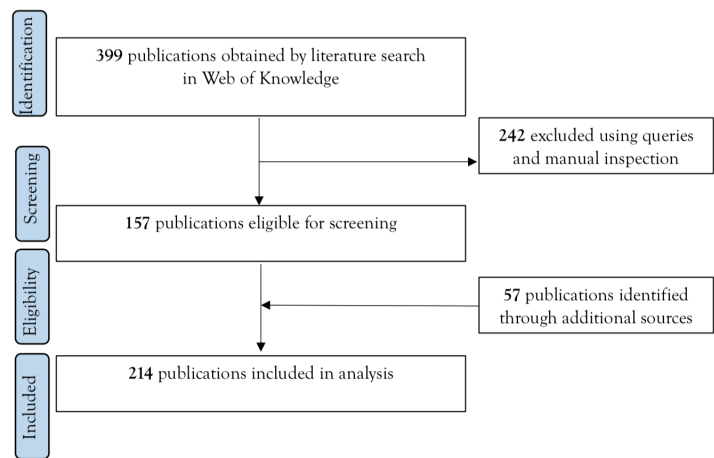 Identification
399 publications obtained by literature search
in Web of Knowledge
242 excluded using queries
and manual inspection
Screening
157 publications eligible for screening
Eligibility
57 publications identified
through additional sources
Included
214 publications included in analysis